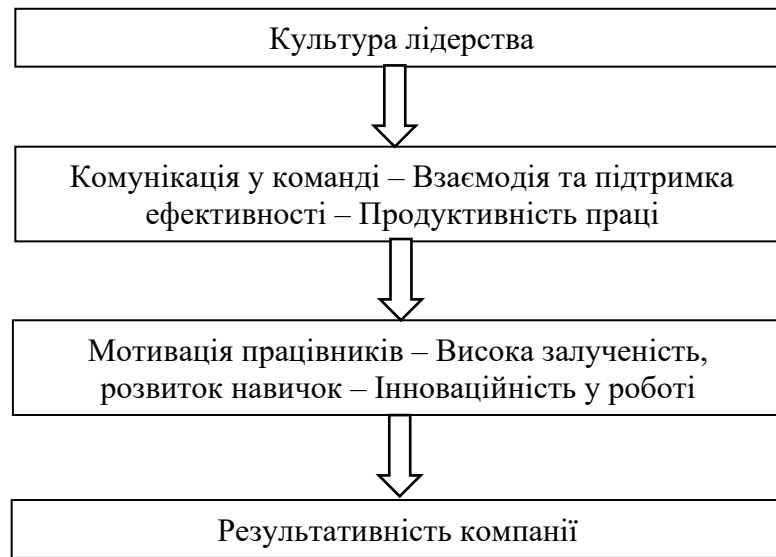 Культура лідерства
Комунікація у команді – Взаємодія та підтримка
ефективності – Продуктивність праці
Мотивація працівників – Висока залученість,
розвиток навичок – Інноваційність у роботі
Результативність компанії